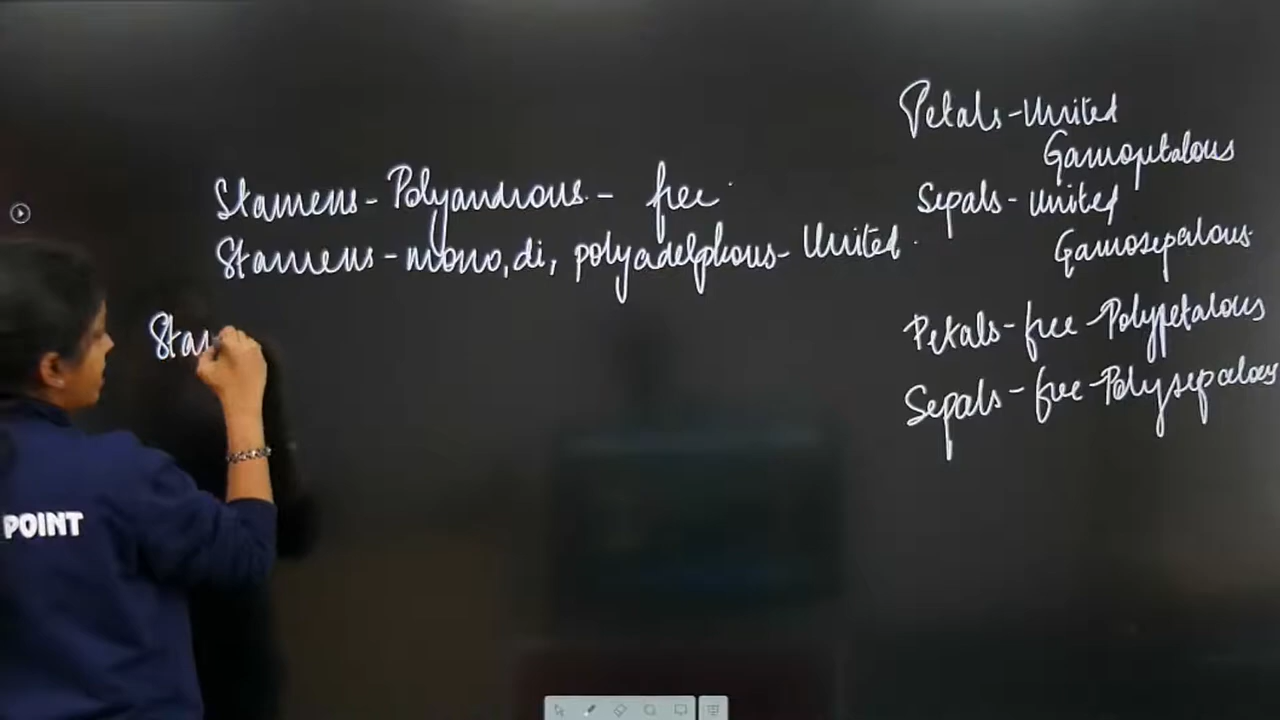 Stamens - Polyandrous - free
Stamens - mono, di, polyadelphous - United
Stam
Petals - United
Gamopetalous
Sepals - united
Gamosepalous
Petals - free - Polypetalous
Sepals - free - Polysepalous
POINT